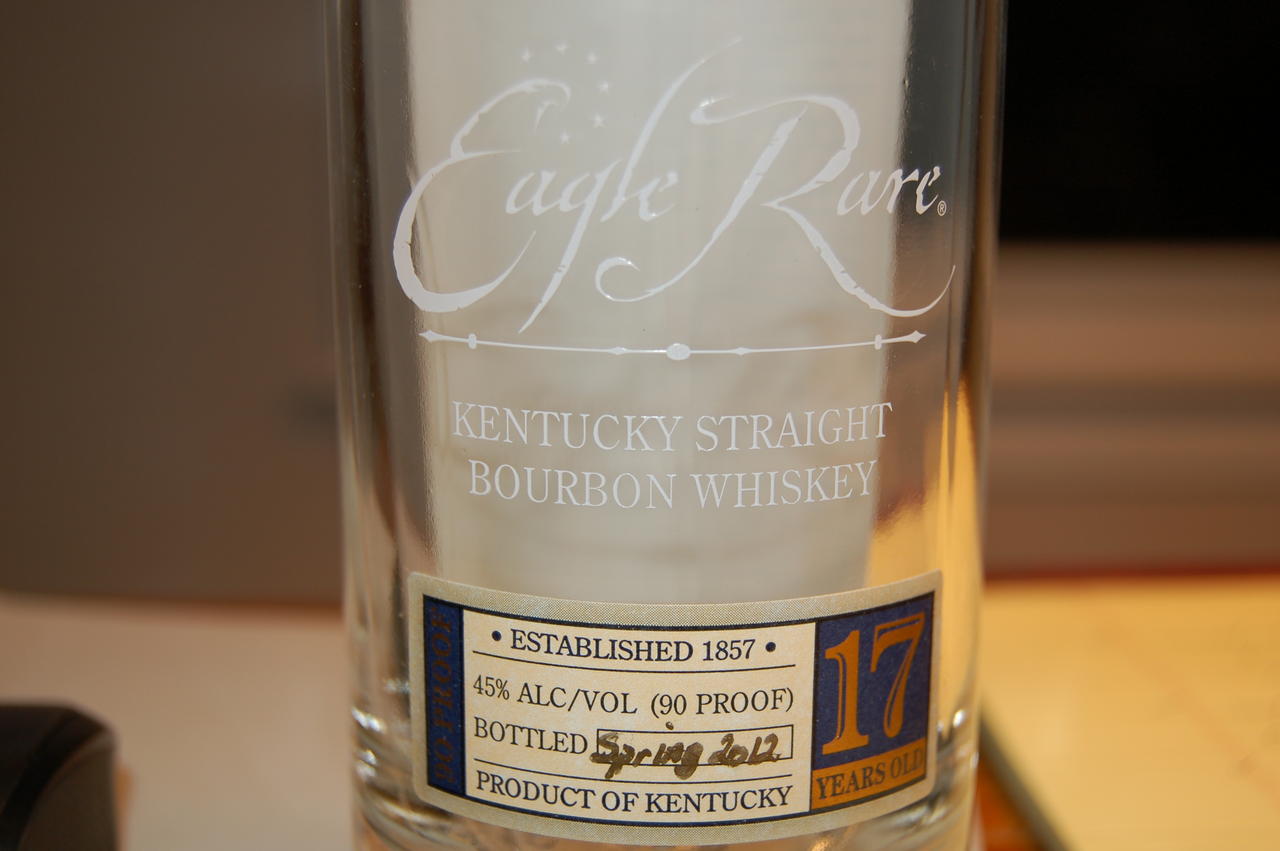 Eagle Rare®
KENTUCKY STRAIGHT
BOURBON WHISKEY
90 PROOF
• ESTABLISHED 1857 •
45% ALC/VOL (90 PROOF)
BOTTLED Spring 2012
PRODUCT OF KENTUCKY
17
YEARS OLD